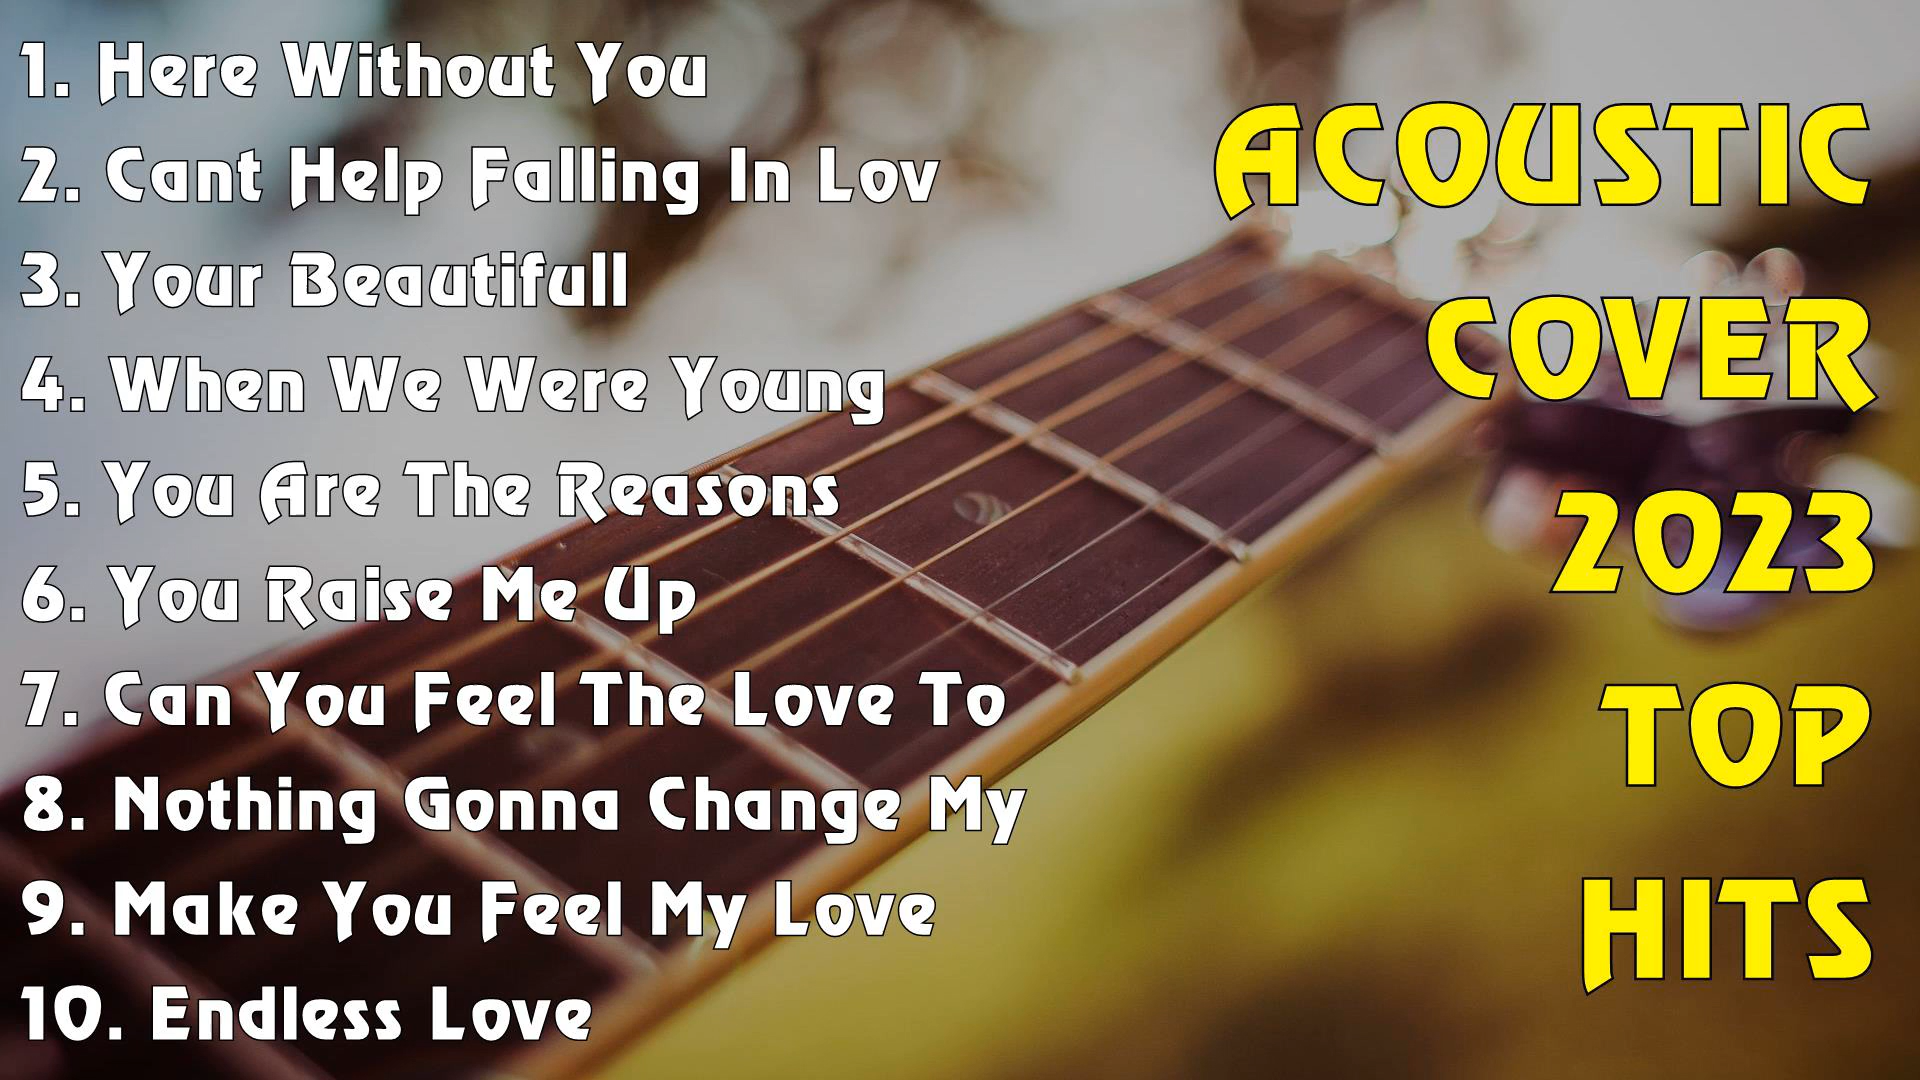 1. Here Without You
2. Cant Help Falling In Lov
3. Your Beautifull
4. When We Were Young
5. You Are The Reasons
6. You Raise Me Up
7. Can You Feel The Love To
8. Nothing Gonna Change My
9. Make You Feel My Love
10. Endless Love
ACOUSTIC
COVER
2023
TOP
HITS